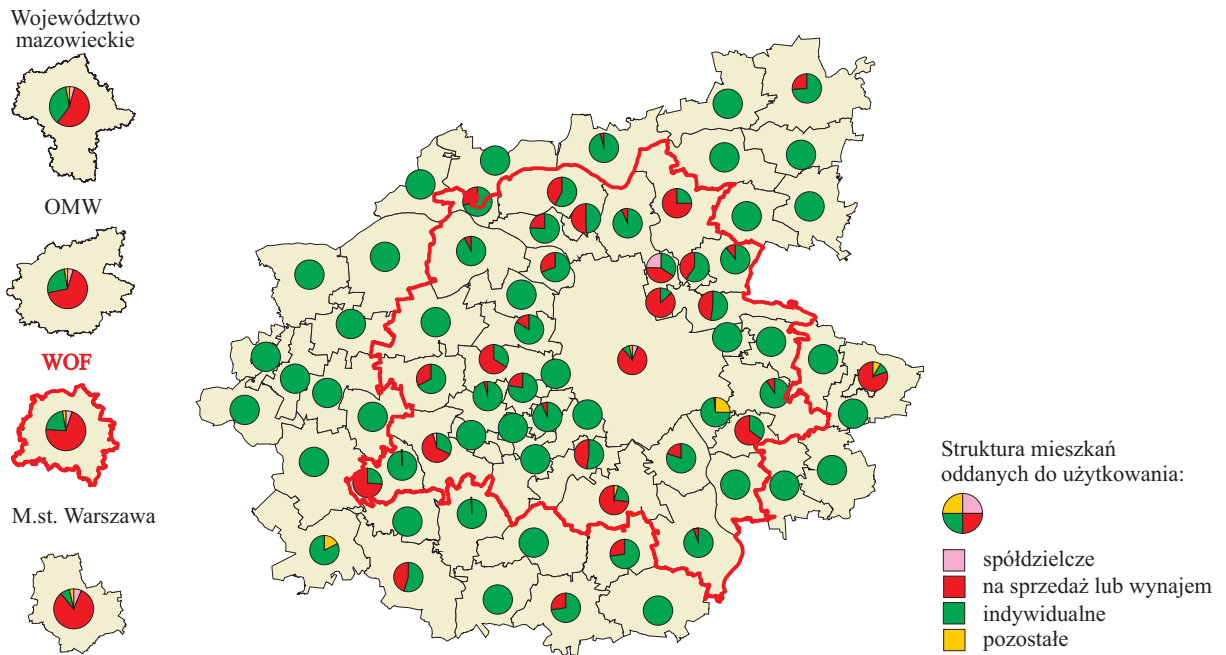 Województwo
mazowieckie
OMW
WOF
M.st. Warszawa
Struktura mieszkań
oddanych do użytkowania:
spółdzielcze
na sprzedaż lub wynajem
indywidualne
pozostałe